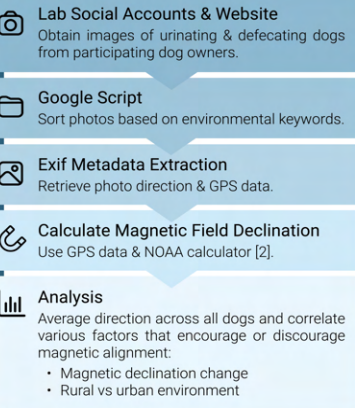 Lab Social Accounts & Website
Obtain images of urinating & defecating dogs
from participating dog owners.
Google Script
Sort photos based on environmental keywords.
Exif Metadata Extraction
Retrieve photo direction & GPS data.
Calculate Magnetic Field Declination
Use GPS data & NOAA calculator [2].
Analysis
Average direction across all dogs and correlate
various factors that encourage or discourage
magnetic alignment:
• Magnetic declination change
• Rural vs urban environment